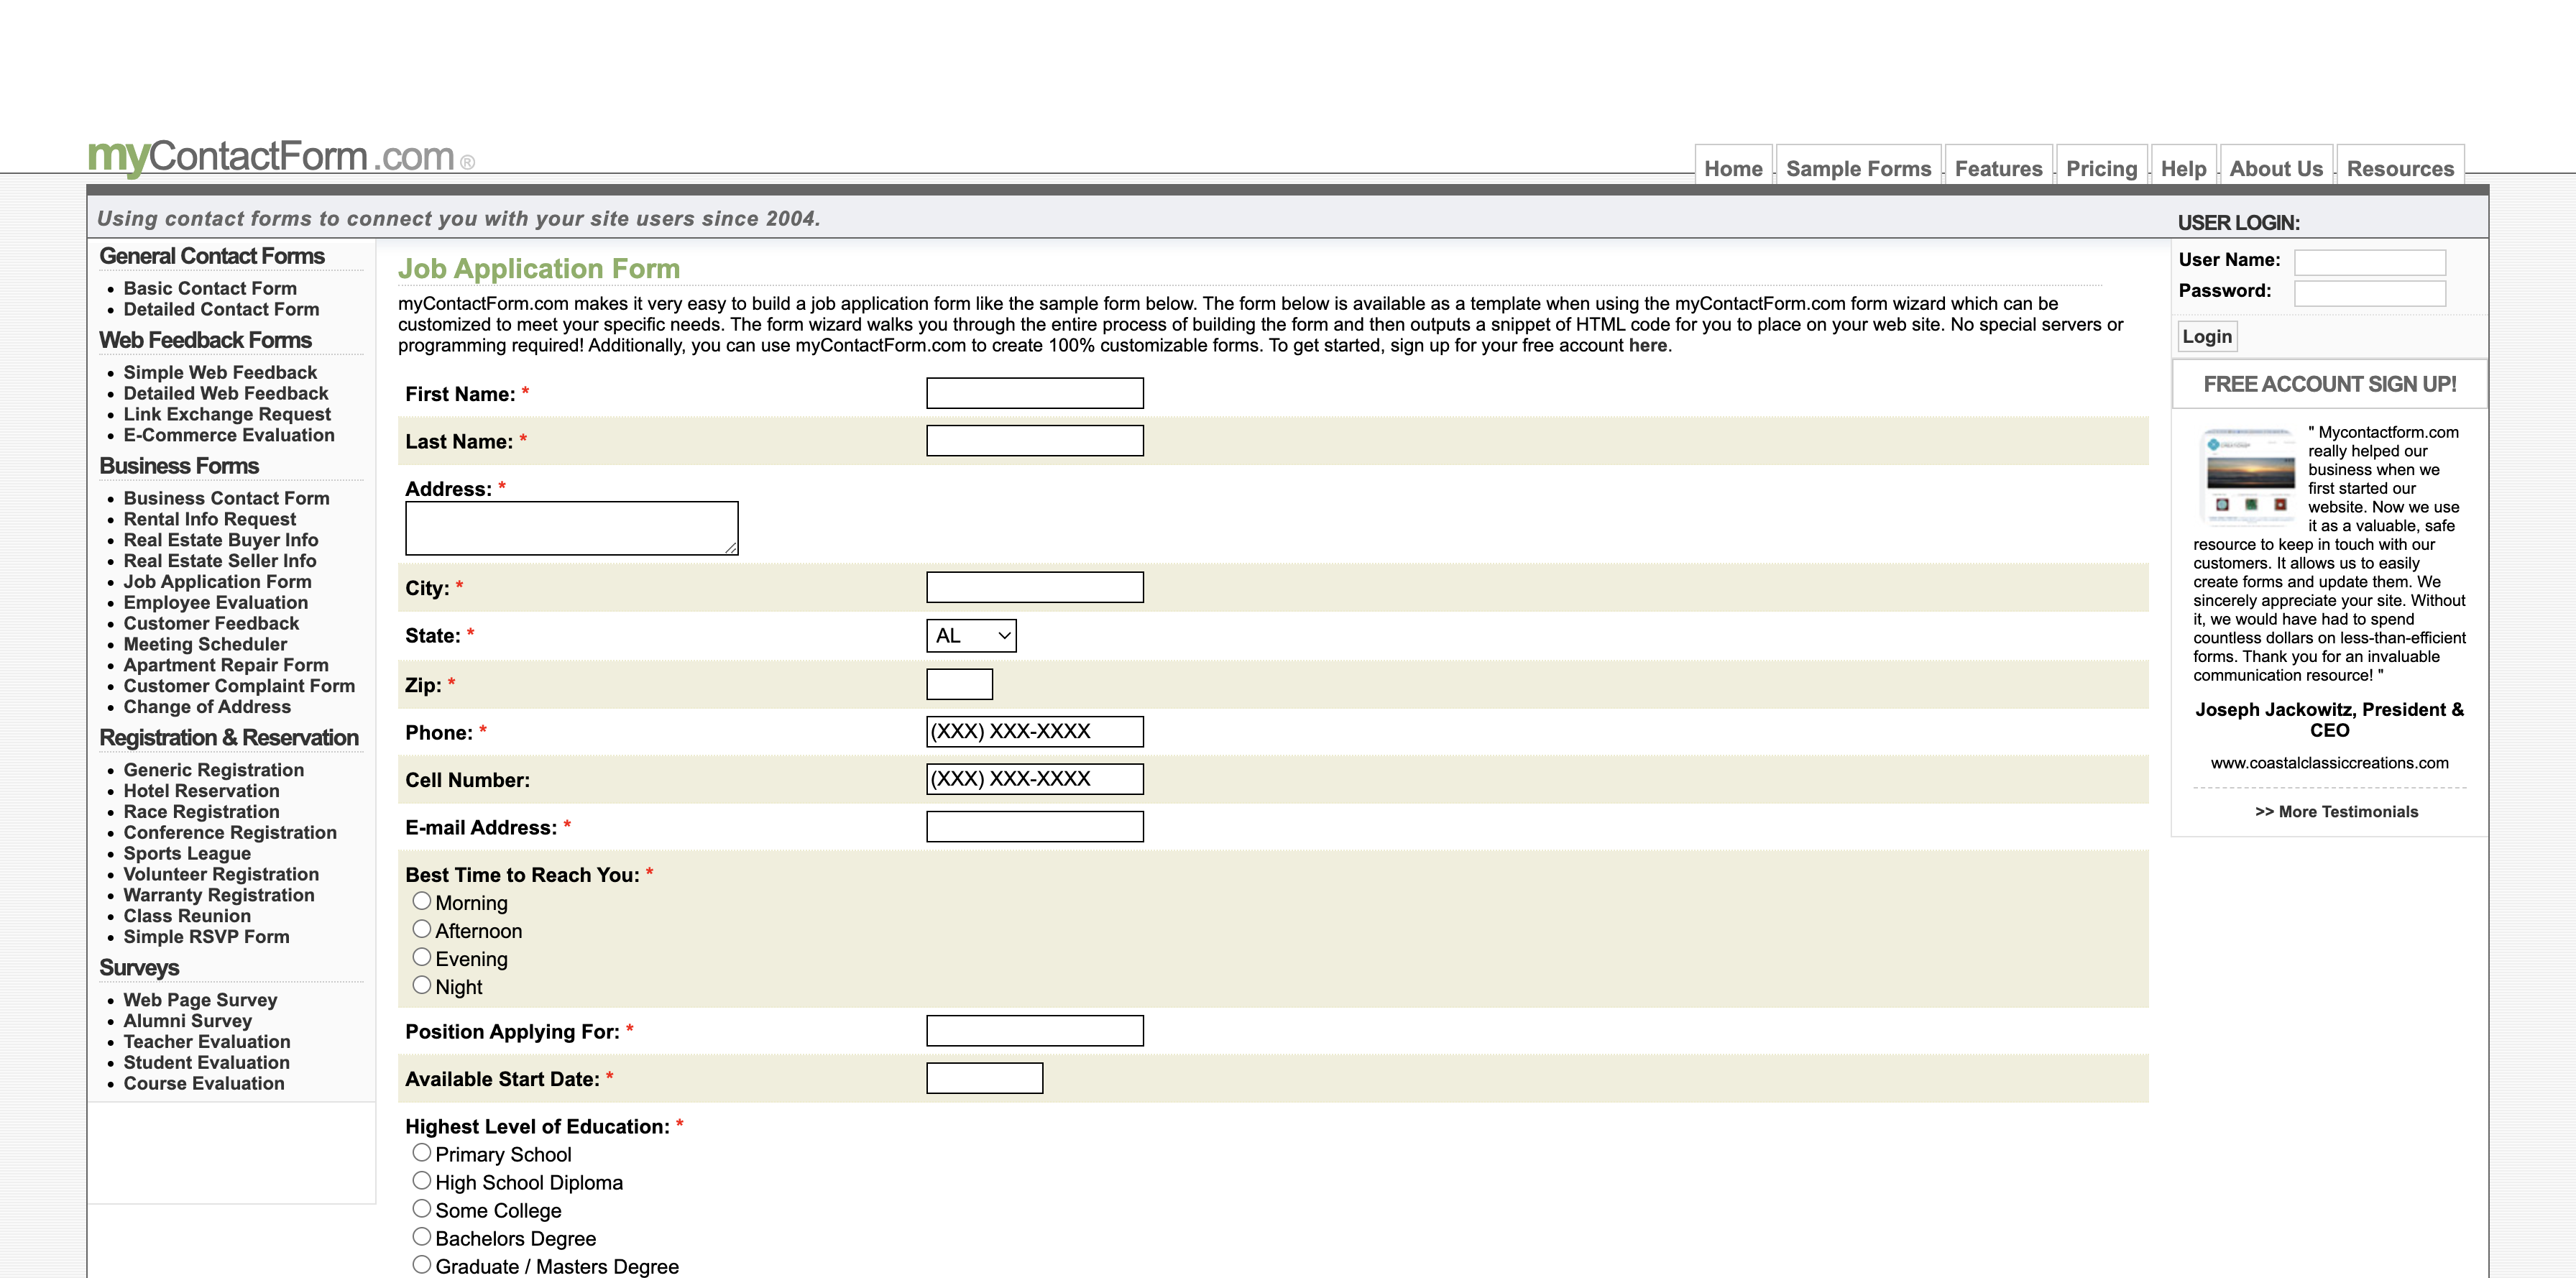 myContactForm.com®
Home
Sample Forms
Features
Pricing
Help
About Us
Resources
Using contact forms to connect you with your site users since 2004.
USER LOGIN:
General Contact Forms
Basic Contact Form
Detailed Contact Form
Web Feedback Forms
Simple Web Feedback
Detailed Web Feedback
Link Exchange Request
E-Commerce Evaluation
Business Forms
Business Contact Form
Rental Info Request
Real Estate Buyer Info
Real Estate Seller Info
Job Application Form
Employee Evaluation
Customer Feedback
Meeting Scheduler
Apartment Repair Form
Customer Complaint Form
Change of Address
Registration & Reservation
Generic Registration
Hotel Reservation
Race Registration
Conference Registration
Sports League
Volunteer Registration
Warranty Registration
Class Reunion
Simple RSVP Form
Surveys
Web Page Survey
Alumni Survey
Teacher Evaluation
Student Evaluation
Course Evaluation
Job Application Form
myContactForm.com makes it very easy to build a job application form like the sample form below. The form below is available as a template when using the myContactForm.com form wizard which can be
customized to meet your specific needs. The form wizard walks you through the entire process of building the form and then outputs a snippet of HTML code for you to place on your web site. No special servers or
programming required! Additionally, you can use myContactForm.com to create 100% customizable forms. To get started, sign up for your free account here.
First Name: *
Last Name: *
Address: *
City: *
State: * AL
Zip: *
Phone: * (XXX) XXX-XXXX
Cell Number: (XXX) XXX-XXXX
E-mail Address: *
Best Time to Reach You: *
Morning
Afternoon
Evening
Night
Position Applying For: *
Available Start Date: *
Highest Level of Education: *
Primary School
High School Diploma
Some College
Bachelors Degree
Graduate / Masters Degree
User Name:
Password:
Login
FREE ACCOUNT SIGN UP!
" Mycontactform.com
really helped our
business when we
first started our
website. Now we use
it as a valuable, safe
resource to keep in touch with our
customers. It allows us to easily
create forms and update them. We
sincerely appreciate your site. Without
it, we would have had to spend
countless dollars on less-than-efficient
forms. Thank you for an invaluable
communication resource! "
Joseph Jackowitz, President &
CEO
www.coastalclassiccreations.com
>> More Testimonials